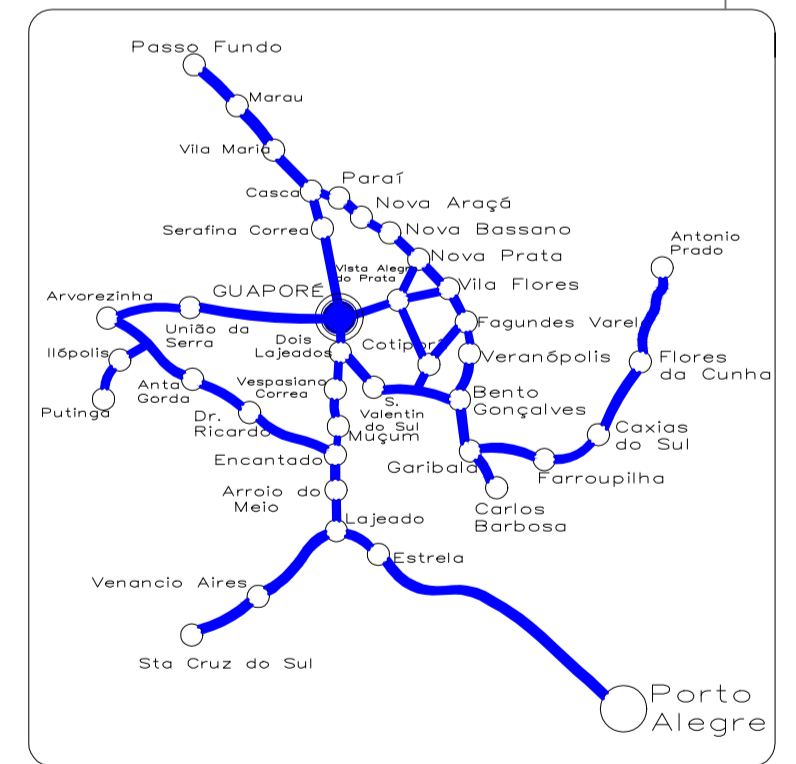 Passo Fundo
Marau
Vila Maria
Casca
Paraí
Nova Araçá
Serafina Correa
Nova Bassano
Antonio
Prado
Nova Prata
Vista Alegre
do Prata
Vila Flores
GUAPORÉ
Arvorezinha
União da
Serra
Fagundes Varel
Dois
Lajeados
Cotiporã
Ilópolis
Veranópolis
Flores
da Cunha
Anta
Gorda
Vespasiano
Correa
Putinga
S.
Valentin
do Sul
Bento
Gonçalves
Dr.
Ricardo
Muçum
Caxias
do Sul
Encantado
Garibaldi
Farroupilha
Arroio do
Meio
Carlos
Barbosa
Lajeado
Estrela
Venancio Aires
Sta Cruz do Sul
Porto
Alegre